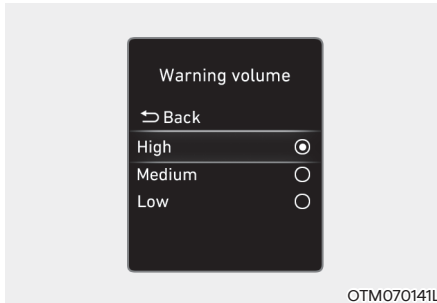 Warning volume
Back
High
Medium
Low
OTM070141L